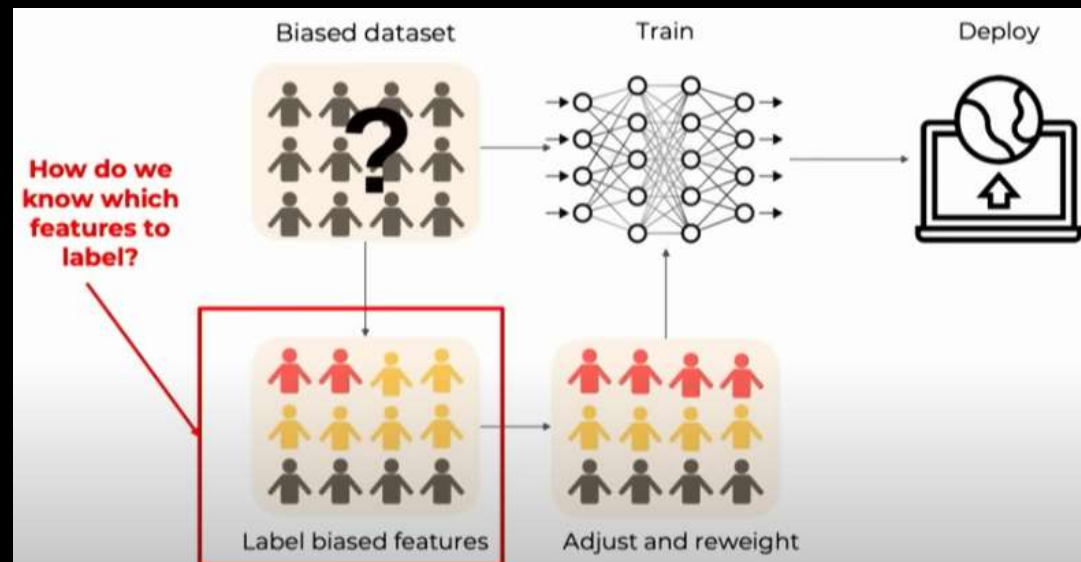 Biased dataset
Train
Deploy
?
How do we
know which
features to
label?
Label biased features
Adjust and reweight